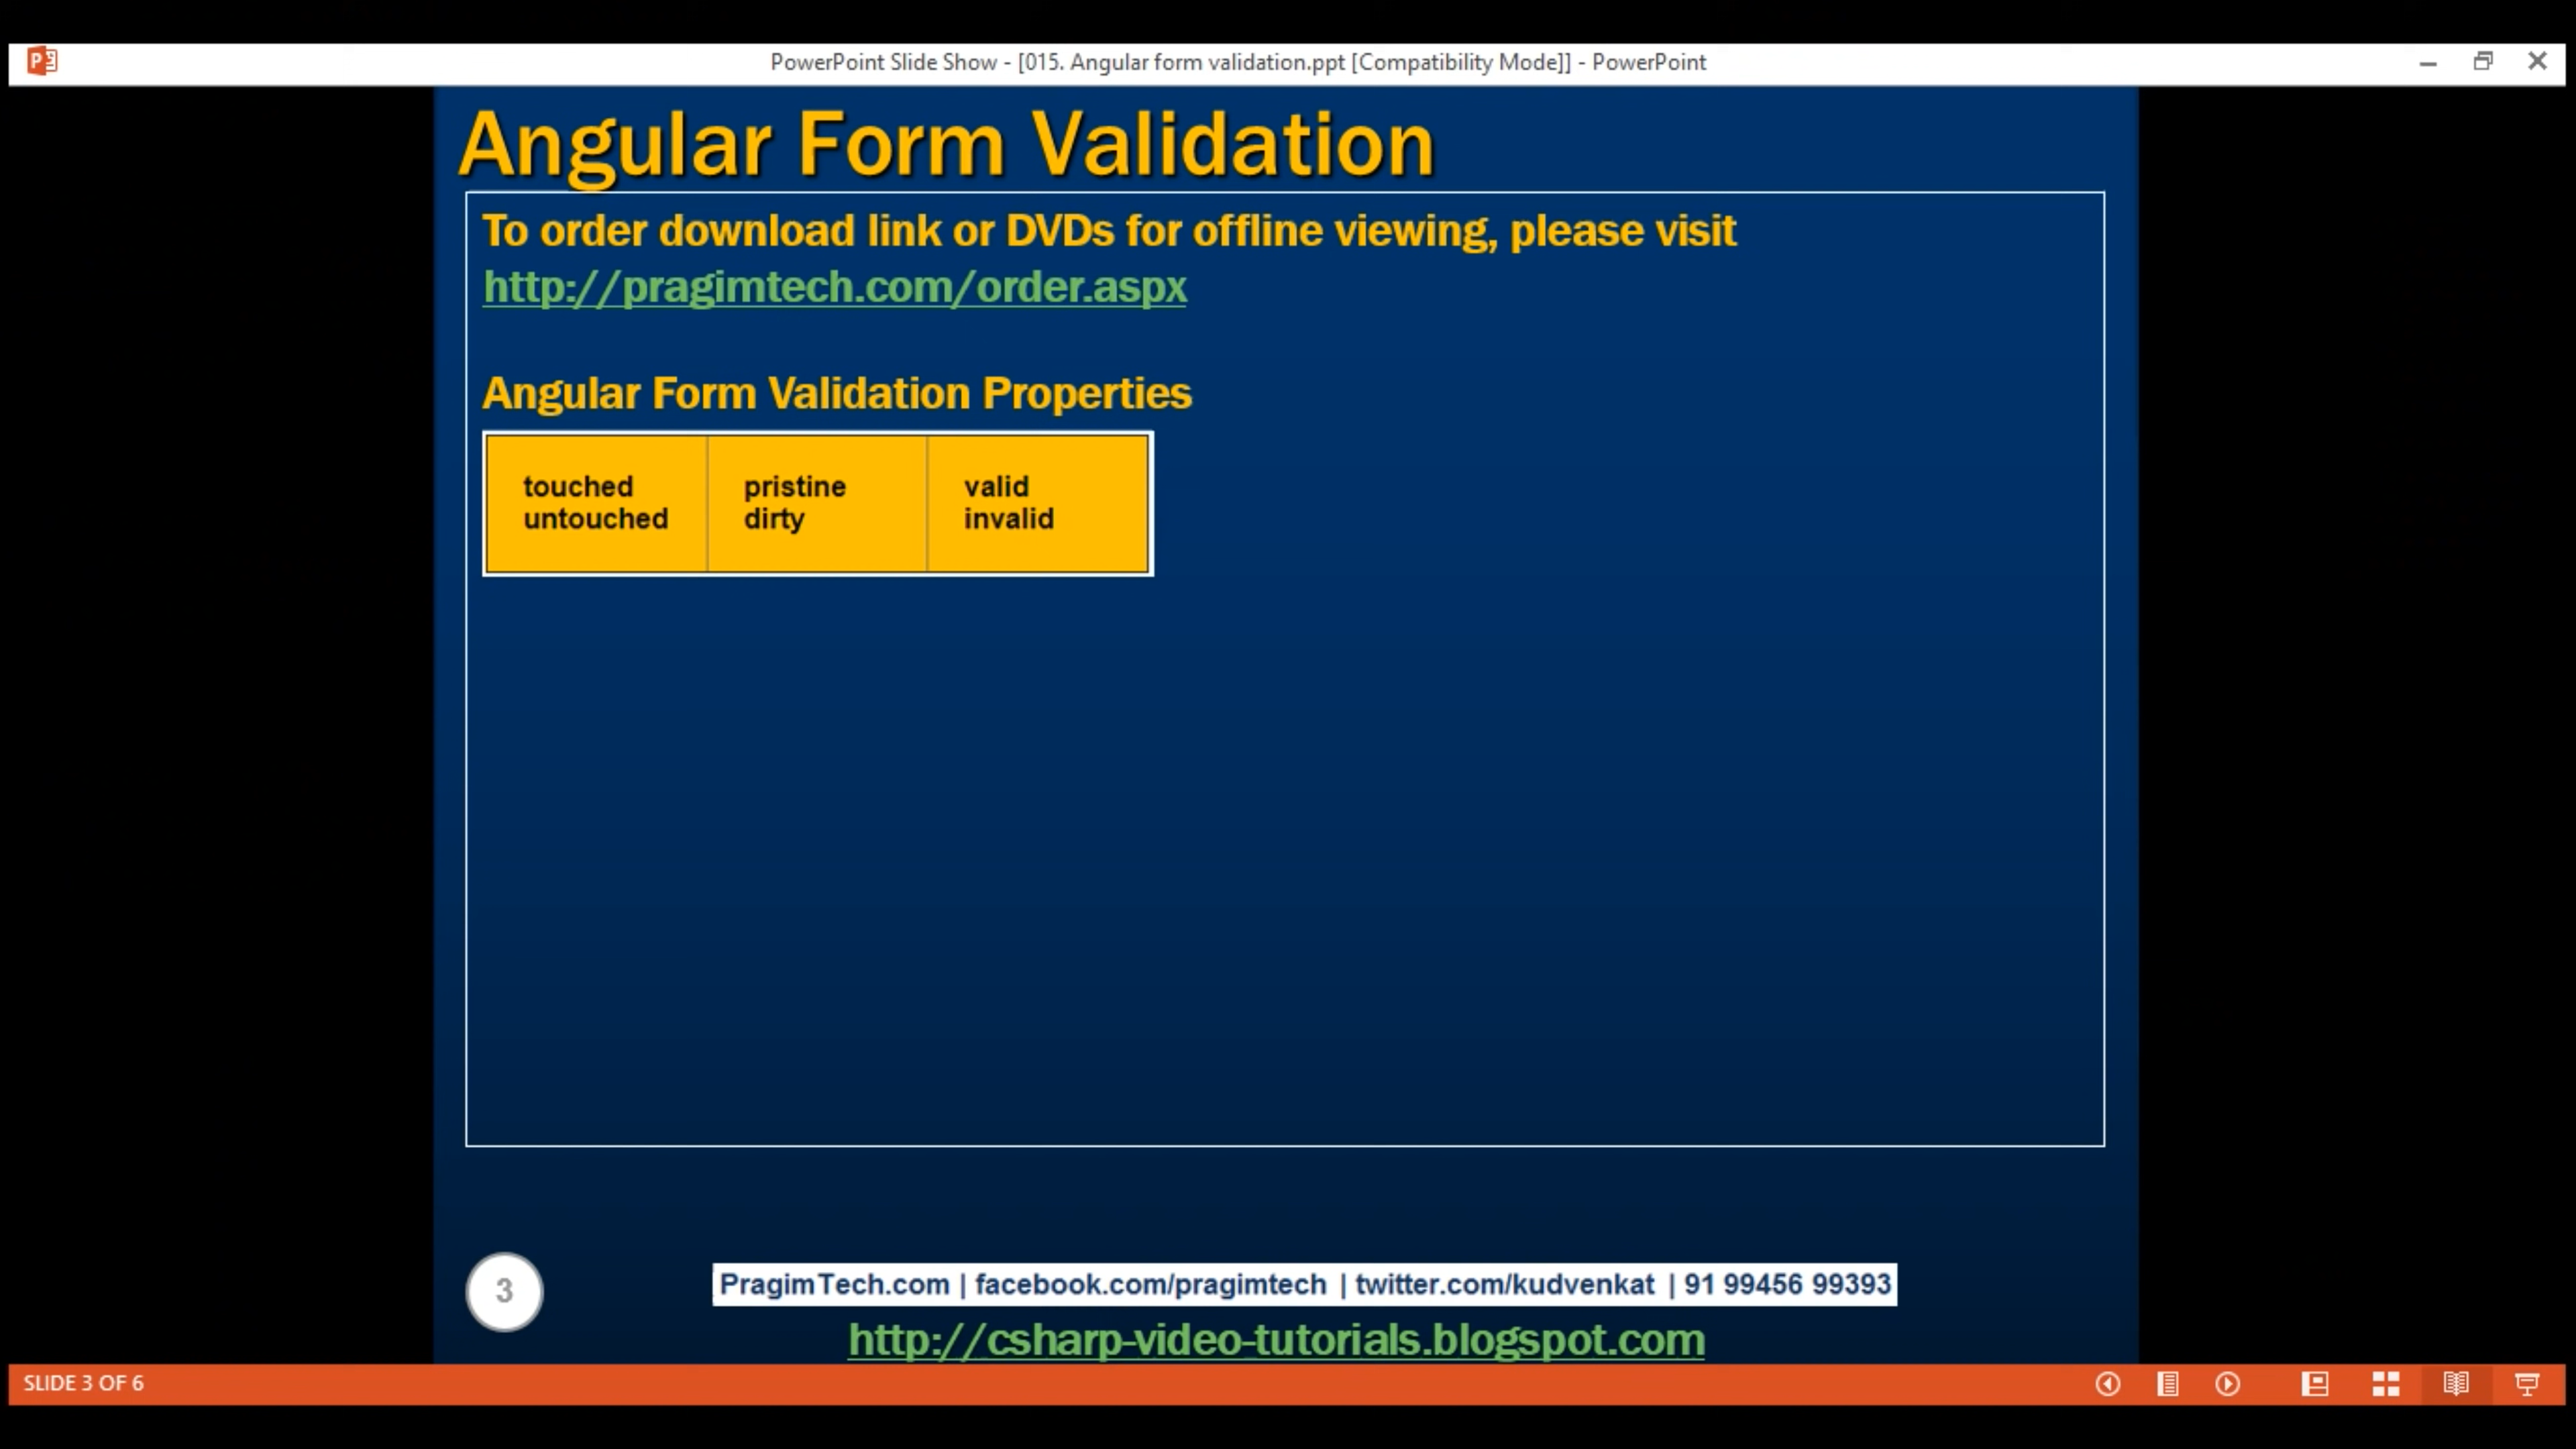 PowerPoint Slide Show - [015. Angular form validation.ppt [Compatibility Mode]] - PowerPoint
Angular Form Validation
To order download link or DVDs for offline viewing, please visit
http://pragimtech.com/order.aspx
Angular Form Validation Properties
touched
untouched
pristine
dirty
valid
invalid
3
PragimTech.com | facebook.com/pragimtech | twitter.com/kudvenkat | 91 99456 99393
http://csharp-video-tutorials.blogspot.com
SLIDE 3 OF 6